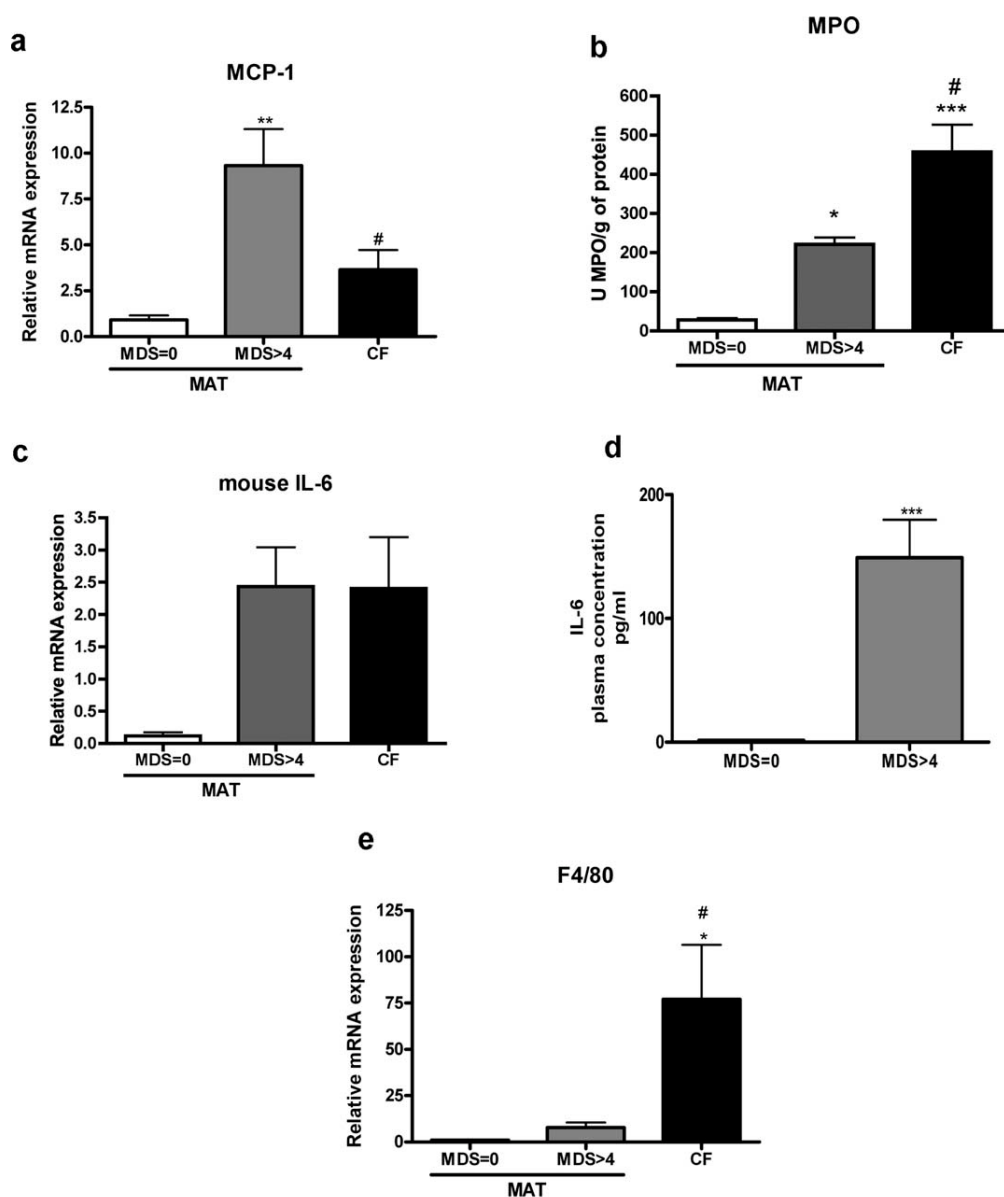 a
MCP-1
Relative mRNA expression
12.5
10.0
7.5
5.0
2.5
0.0
**
#
MDS=0 MDS>4 CF
MAT
b
MPO
U MPO/g of protein
600
500
400
300
200
100
0
*
#
***
MDS=0 MDS>4 CF
MAT
c
mouse IL-6
Relative mRNA expression
3.5
3.0
2.5
2.0
1.5
1.0
0.5
0.0
MDS=0 MDS>4 CF
MAT
d
IL-6
plasma concentration
pg/ml
200
100
0
***
MDS=0 MDS>4
e
F4/80
Relative mRNA expression
125
100
75
50
25
0
#
*
MDS=0 MDS>4 CF
MAT